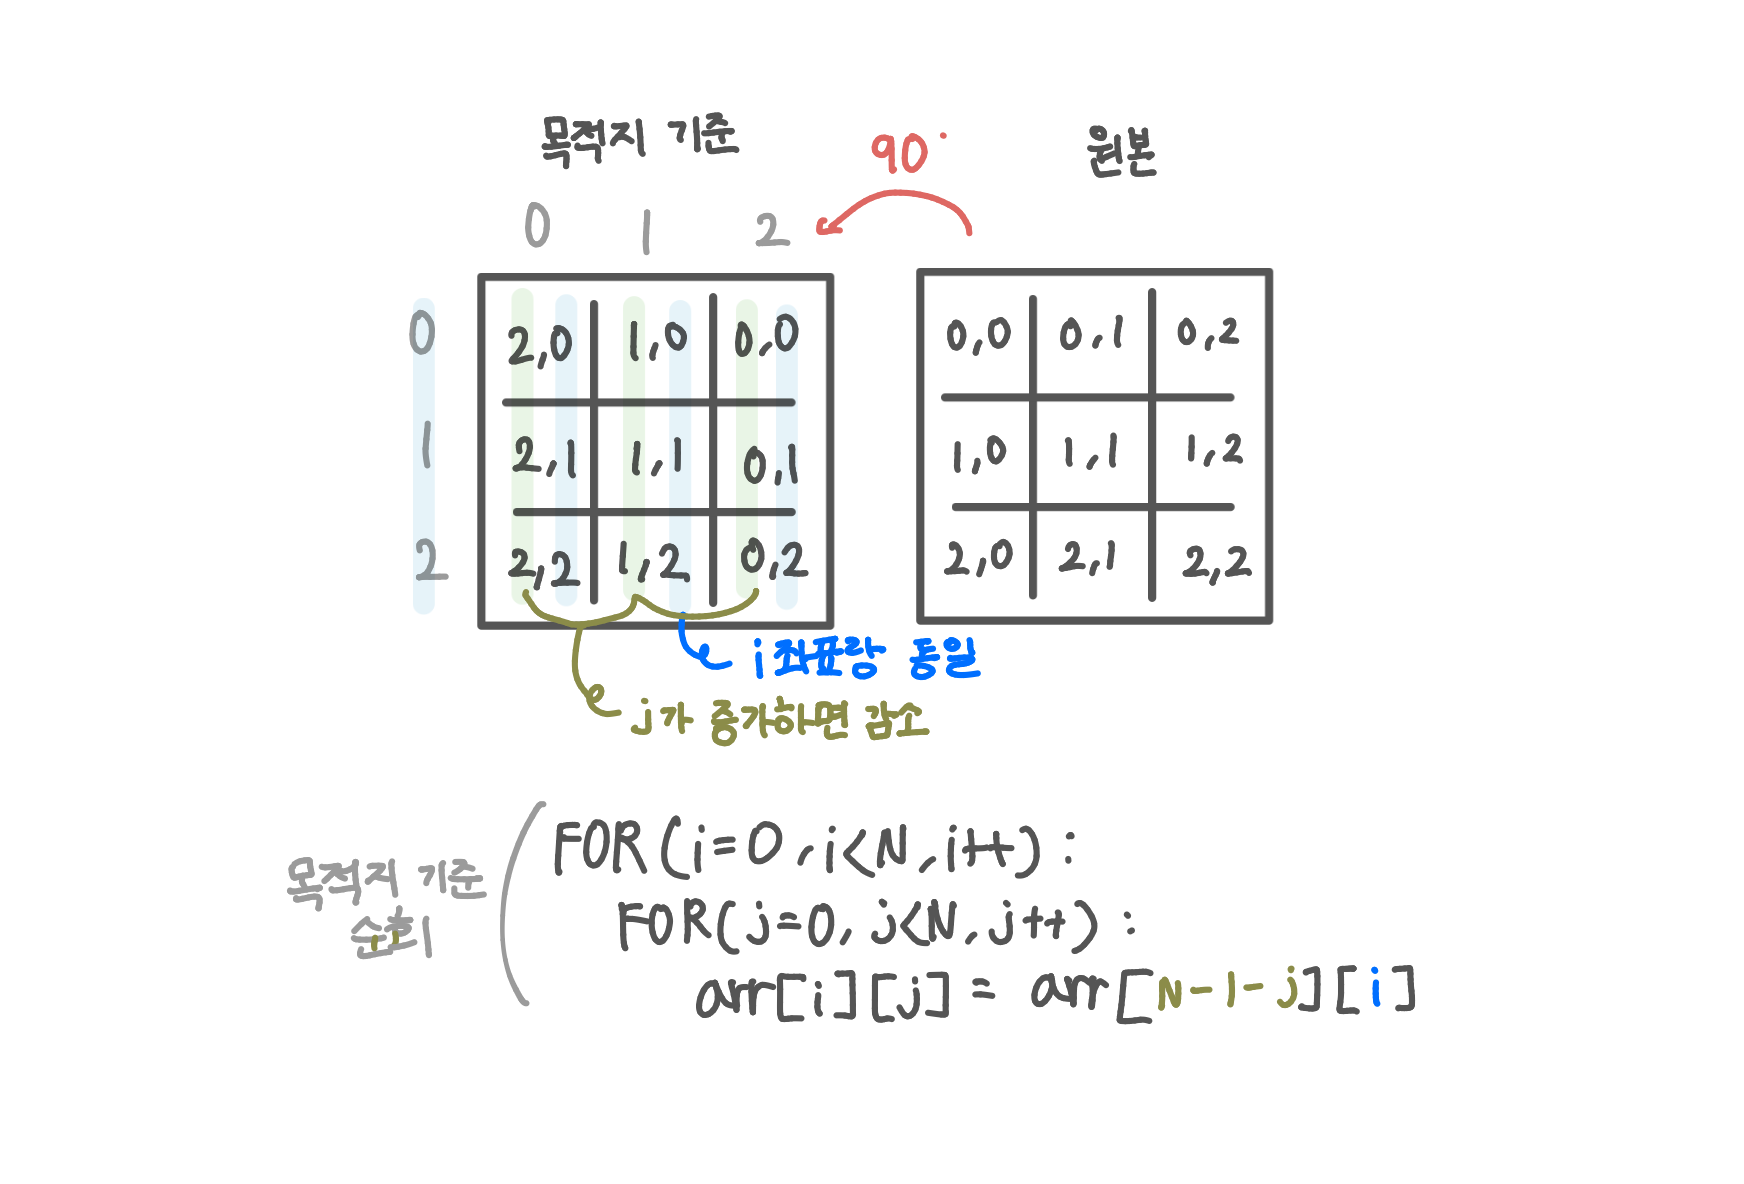 목적지 기준
90°
원본
0 1 2
0
2,0 1,0 0,0
0,0 0,1 0,2
1
2,1 1,1 0,1
1,0 1,1 1,2
2
2,2 1,2 0,2
2,0 2,1 2,2
i좌표랑 동일
j가 증가하면 감소
목적지 기준
순회
FOR(i=0,i<N,i++):
FOR(j=0,j<N,j++):
arr[i][j] = arr[N-1-j][i]